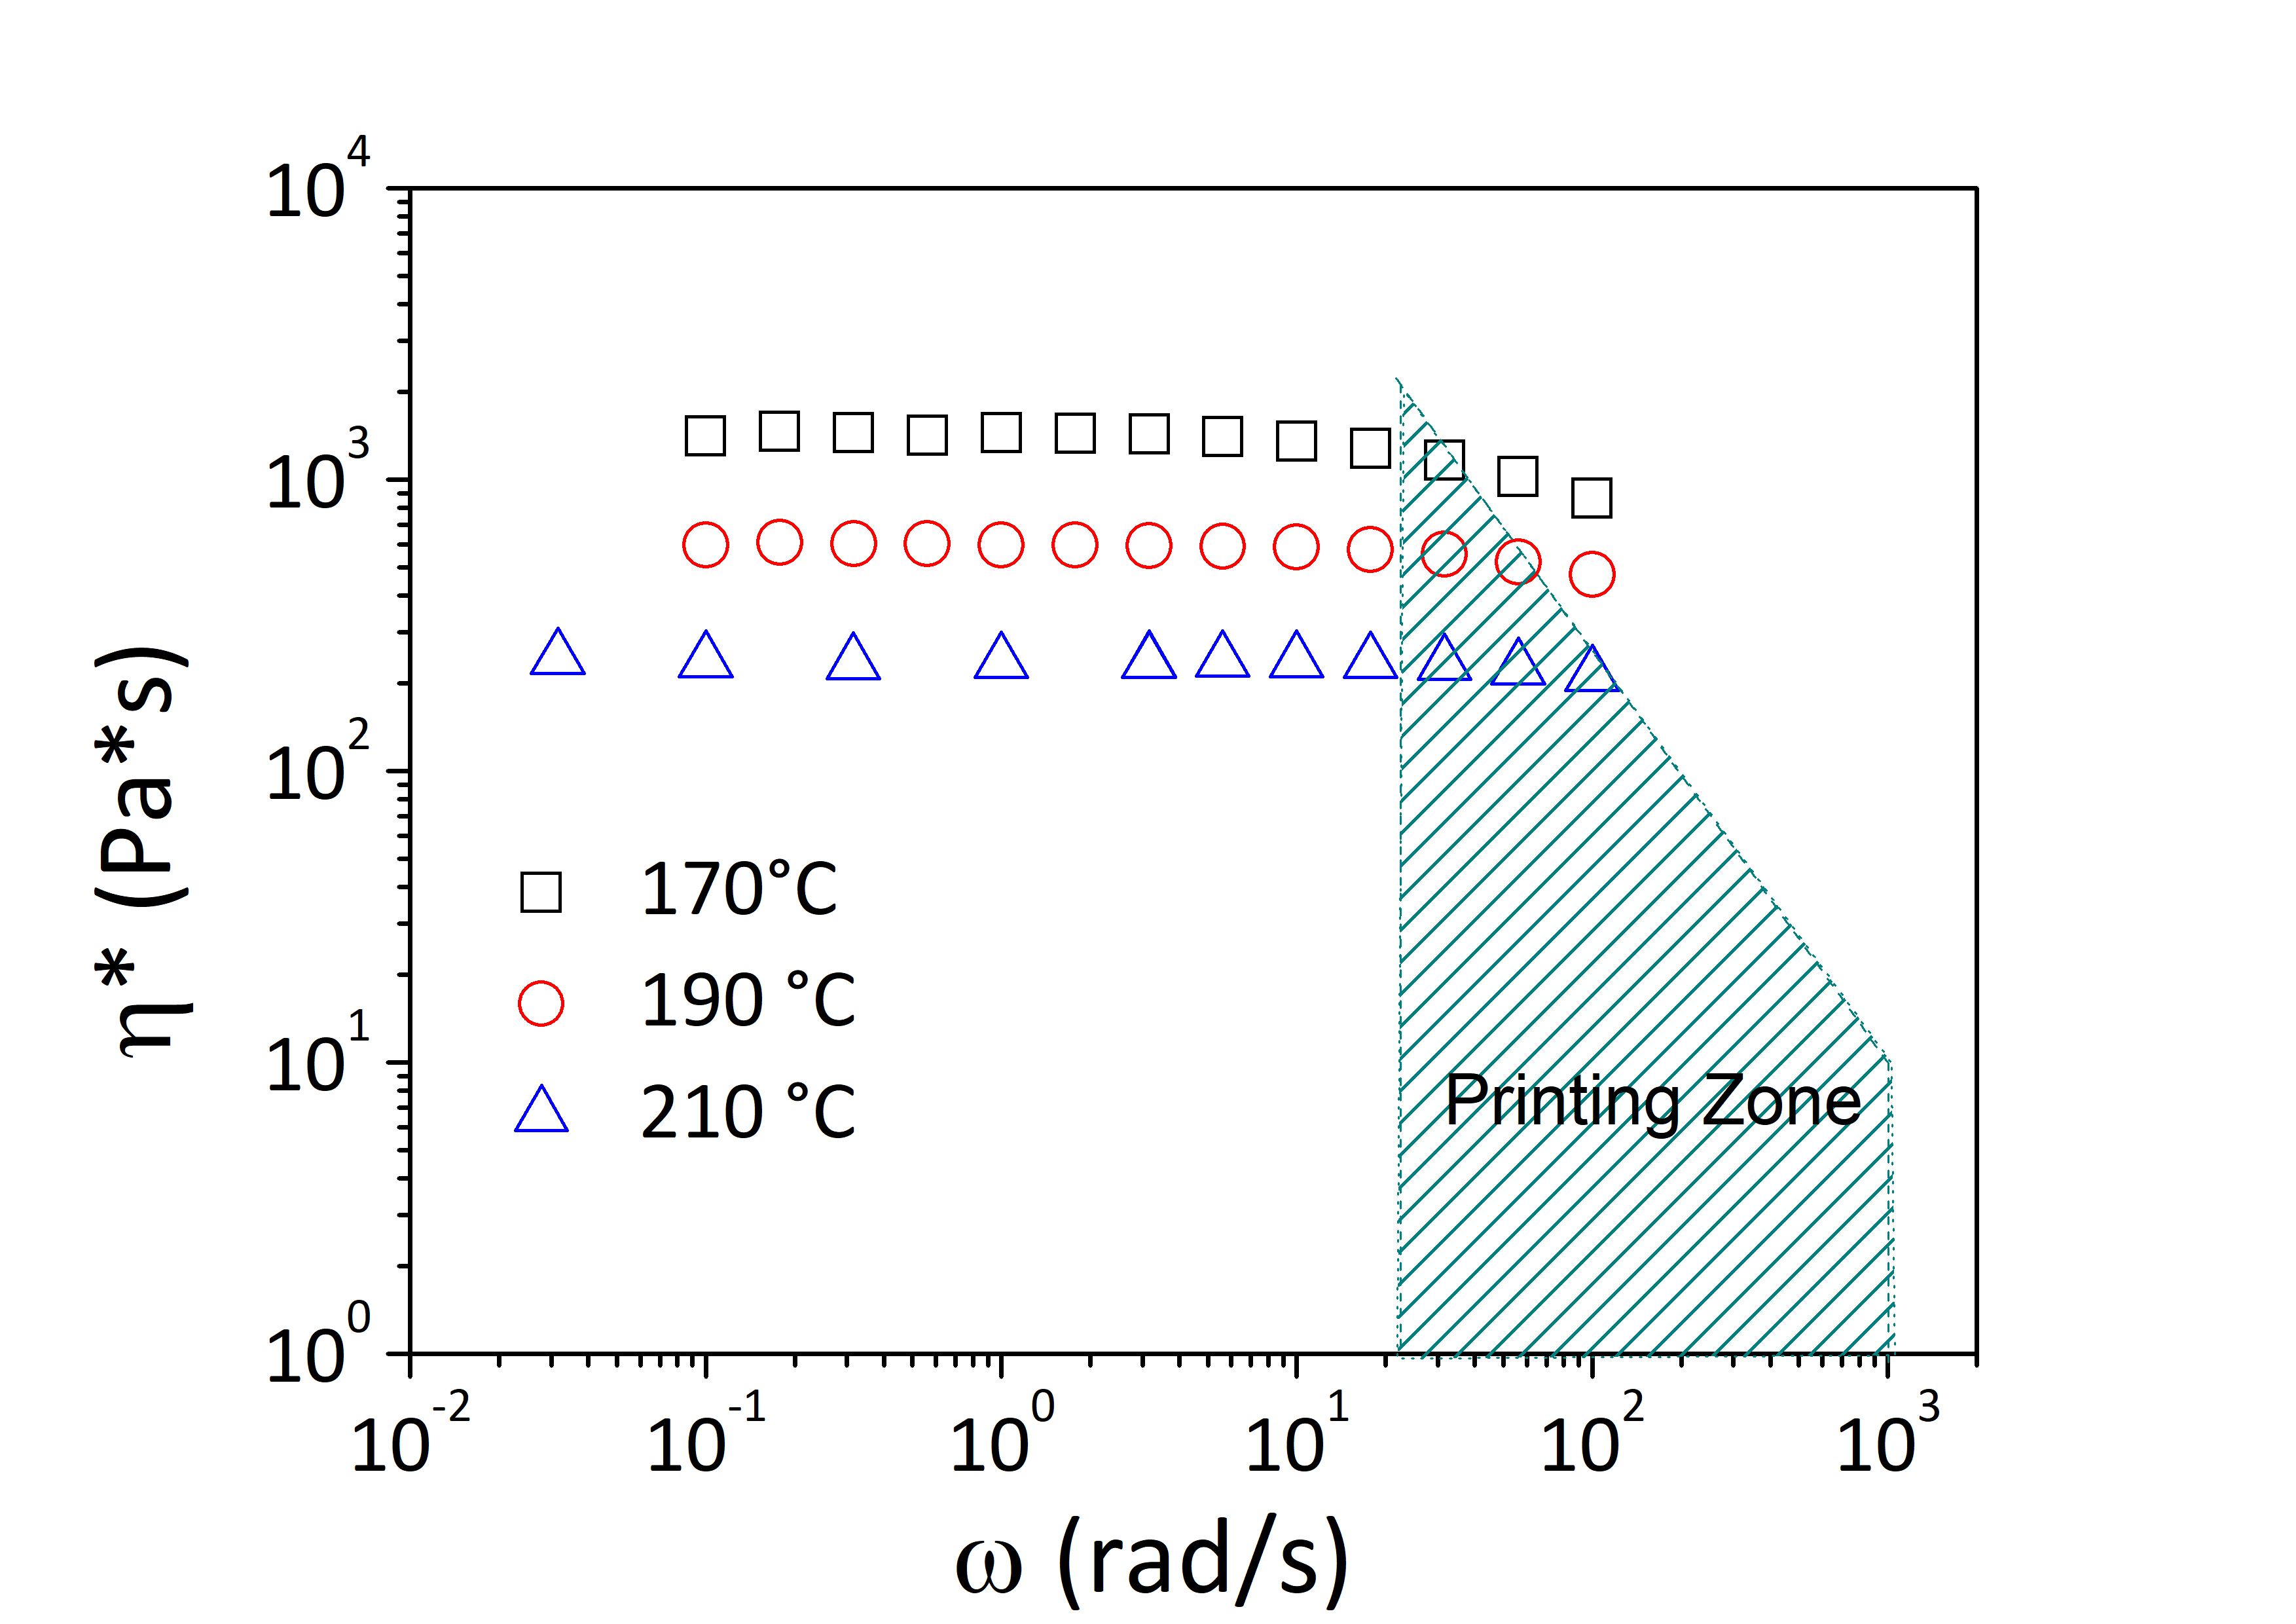 10^4
10^3
10^2
10^1
10^0
η* (Pa*s)
170°C
190 °C
210 °C
Printing Zone
10^-2 10^-1 10^0 10^1 10^2 10^3
ω (rad/s)